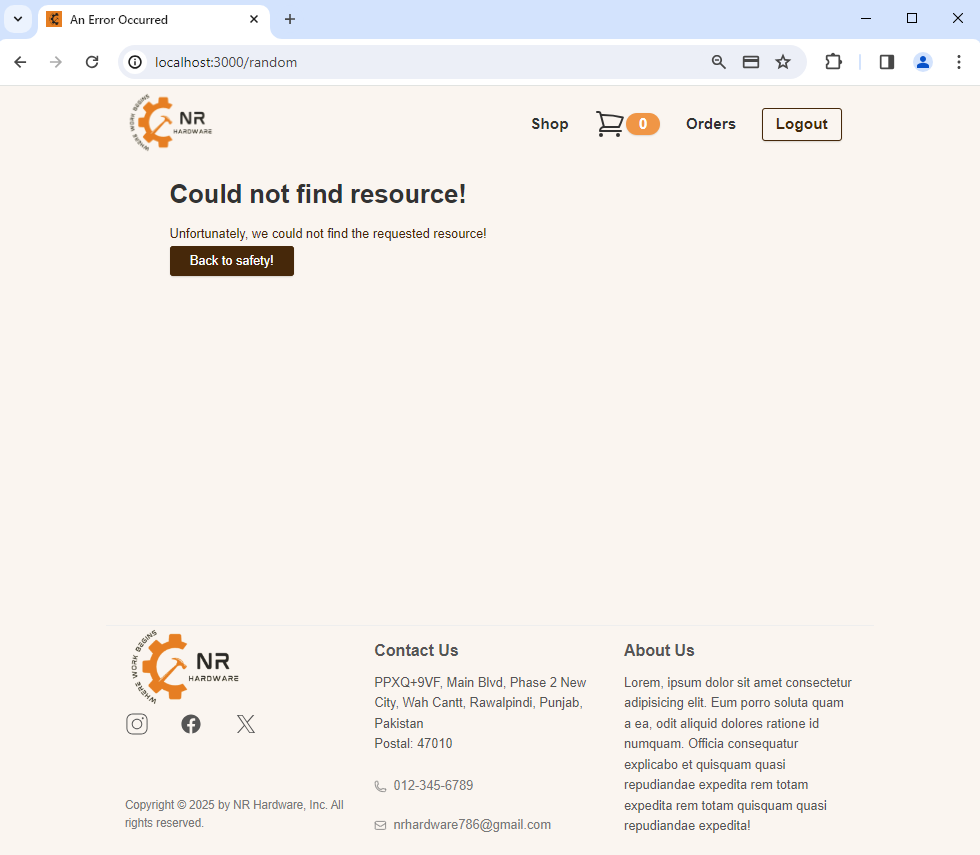 An Error Occurred
localhost:3000/random
WHERE WORK BEGINS
NR
HARDWARE
Shop
0
Orders
Logout
Could not find resource!
Unfortunately, we could not find the requested resource!
Back to safety!
WHERE WORK BEGINS
NR
HARDWARE
Copyright © 2025 by NR Hardware, Inc. All
rights reserved.
Contact Us
PPXQ+9VF, Main Blvd, Phase 2 New
City, Wah Cantt, Rawalpindi, Punjab,
Pakistan
Postal: 47010
012-345-6789
nrhardware786@gmail.com
About Us
Lorem, ipsum dolor sit amet consectetur
adipisicing elit. Eum porro soluta quam
a ea, odit aliquid dolores ratione id
numquam. Officia consequatur
explicabo et quisquam quasi
repudiandae expedita rem totam
expedita rem totam quisquam quasi
repudiandae expedita!